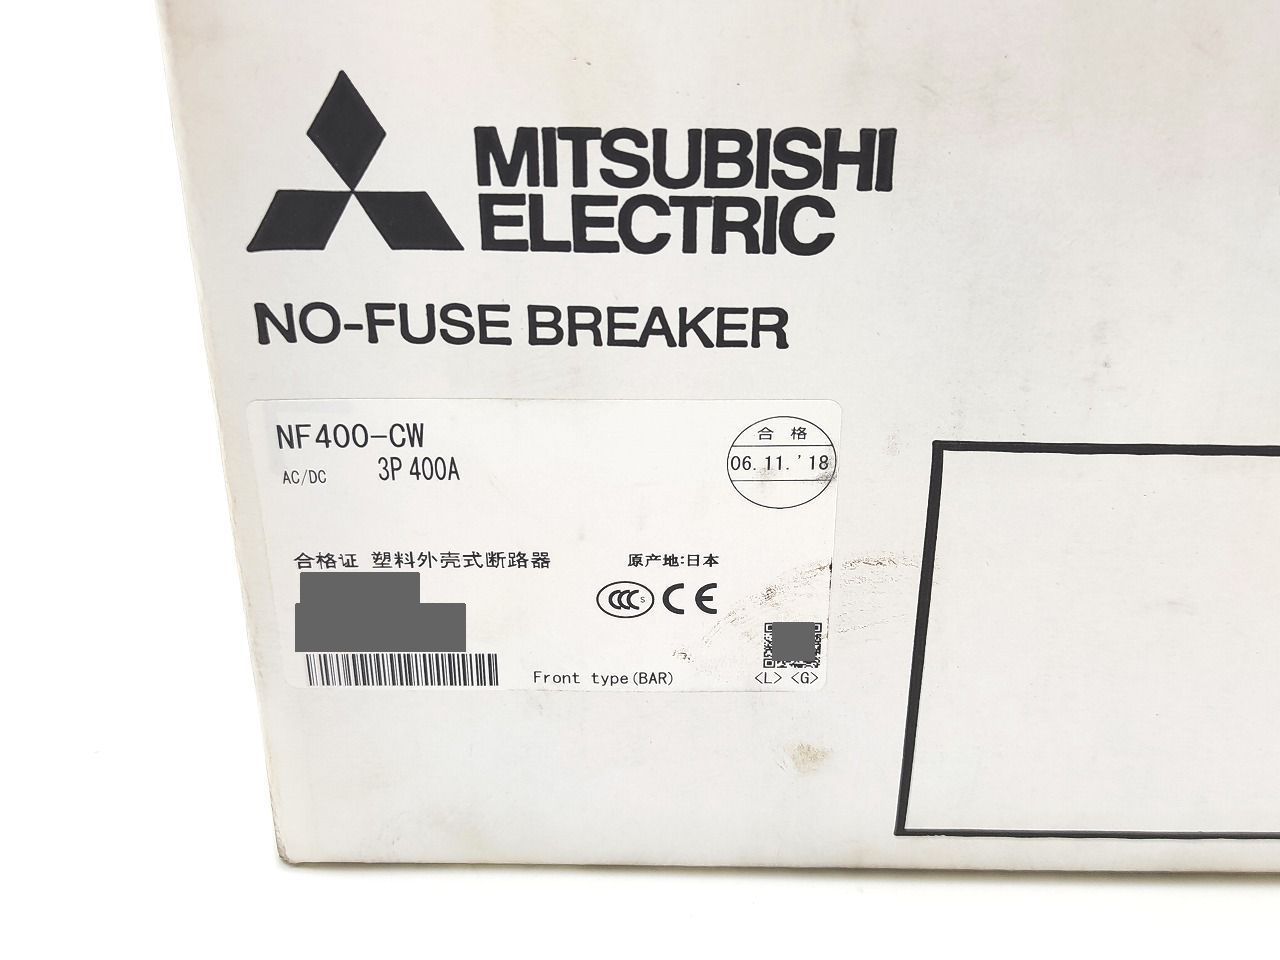 MITSUBISHI
ELECTRIC
NO-FUSE BREAKER
NF400-CW
AC/DC 3P 400A
合格
06.11.'18
合格证 塑料外壳式断路器
原产地:日本
CCC S CE
Front type(BAR)
<L> <G>